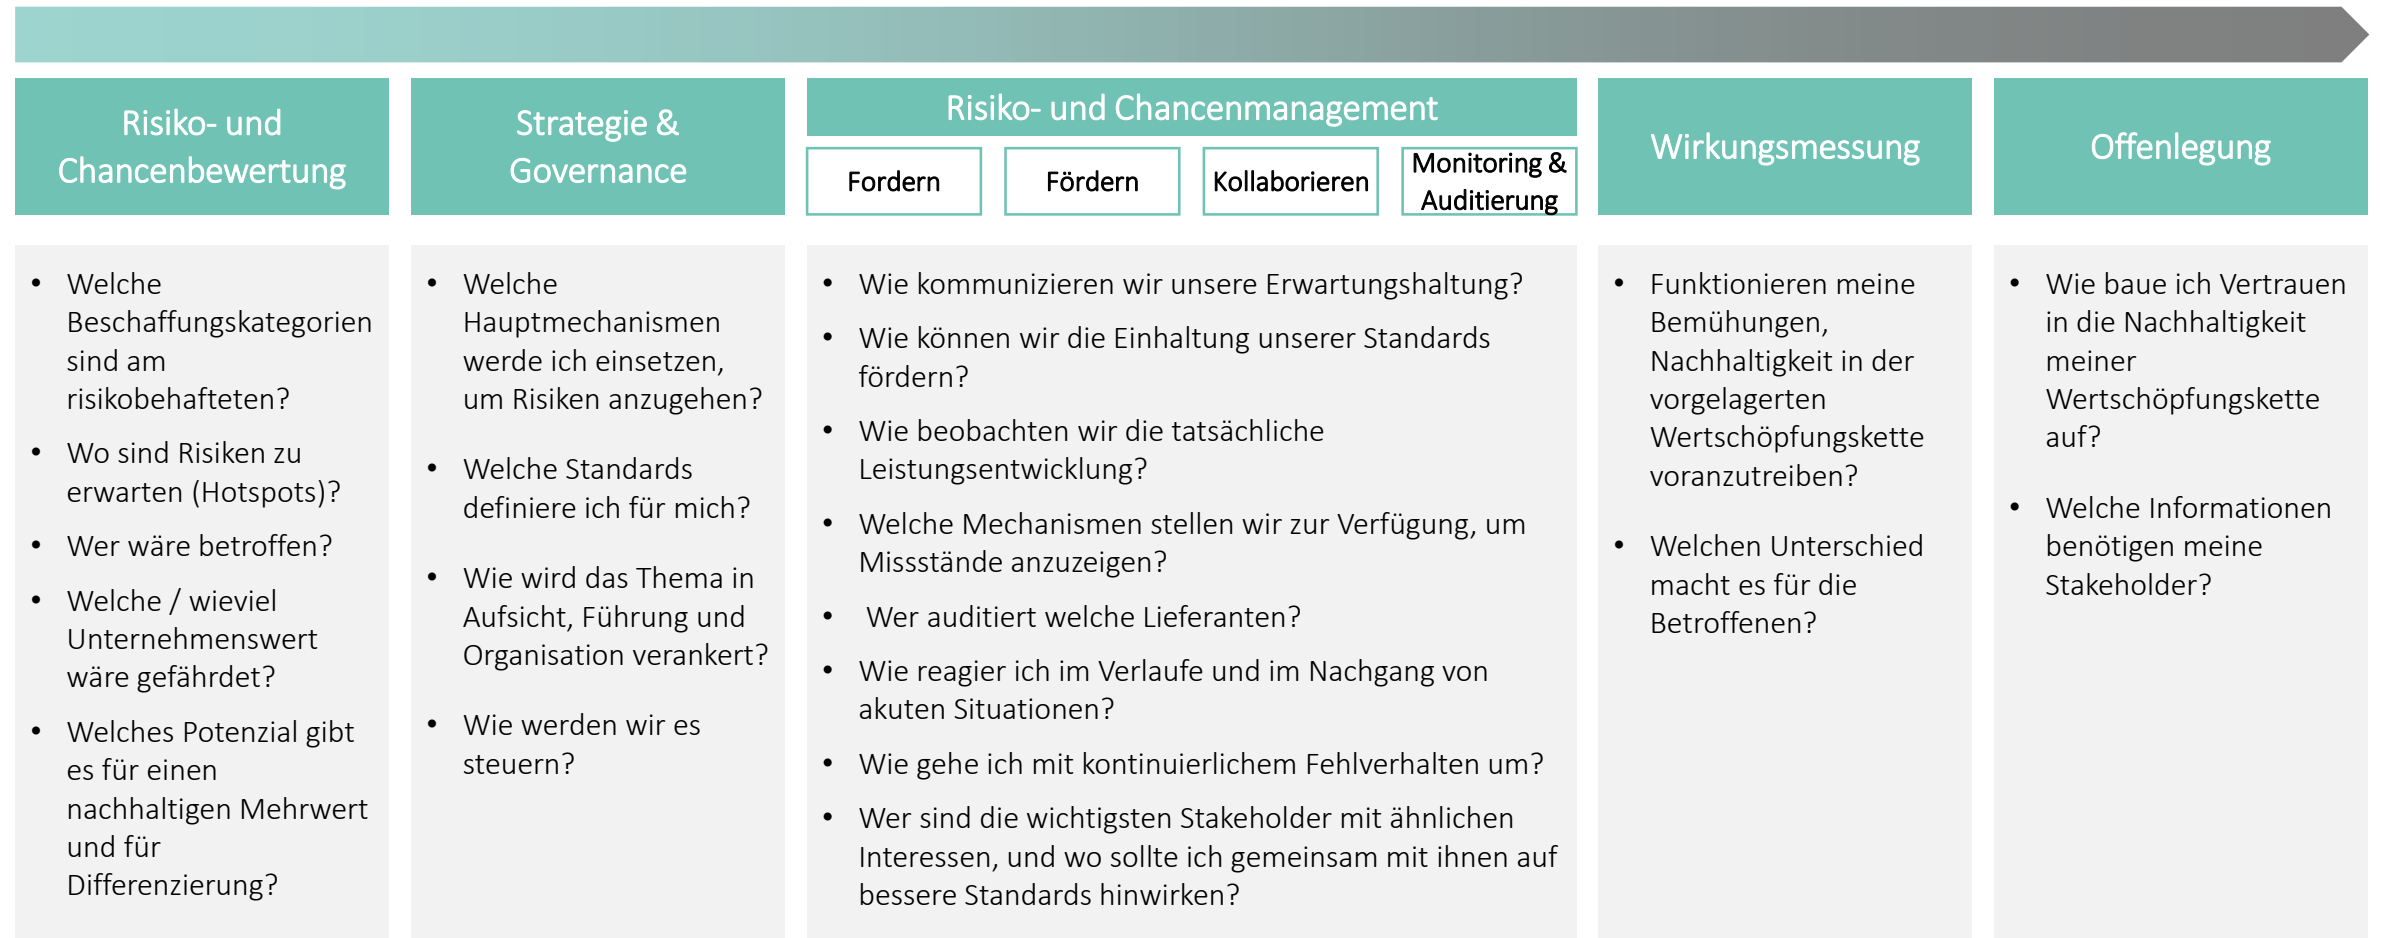 Risiko- und
Chancenbewertung
Strategie &
Governance
Risiko- und Chancenmanagement
Fordern
Fördern
Kollaborieren
Monitoring &
Auditierung
Wirkungsmessung
Offenlegung
• Welche
Beschaffungskategorien
sind am
risikobehafteten?
• Wo sind Risiken zu
erwarten (Hotspots)?
• Wer wäre betroffen?
• Welche / wieviel
Unternehmenswert
wäre gefährdet?
• Welches Potenzial gibt
es für einen
nachhaltigen Mehrwert
und für
Differenzierung?
• Welche
Hauptmechanismen
werde ich einsetzen,
um Risiken anzugehen?
• Welche Standards
definiere ich für mich?
• Wie wird das Thema in
Aufsicht, Führung und
Organisation verankert?
• Wie werden wir es
steuern?
• Wie kommunizieren wir unsere Erwartungshaltung?
• Wie können wir die Einhaltung unserer Standards
fördern?
• Wie beobachten wir die tatsächliche
Leistungsentwicklung?
• Welche Mechanismen stellen wir zur Verfügung, um
Missstände anzuzeigen?
• Wer auditiert welche Lieferanten?
• Wie reagier ich im Verlaufe und im Nachgang von
akuten Situationen?
• Wie gehe ich mit kontinuierlichem Fehlverhalten um?
• Wer sind die wichtigsten Stakeholder mit ähnlichen
Interessen, und wo sollte ich gemeinsam mit ihnen auf
bessere Standards hinwirken?
• Funktionieren meine
Bemühungen,
Nachhaltigkeit in der
vorgelagerten
Wertschöpfungskette
voranzutreiben?
• Welchen Unterschied
macht es für die
Betroffenen?
• Wie baue ich Vertrauen
in die Nachhaltigkeit
meiner
Wertschöpfungskette
auf?
• Welche Informationen
benötigen meine
Stakeholder?